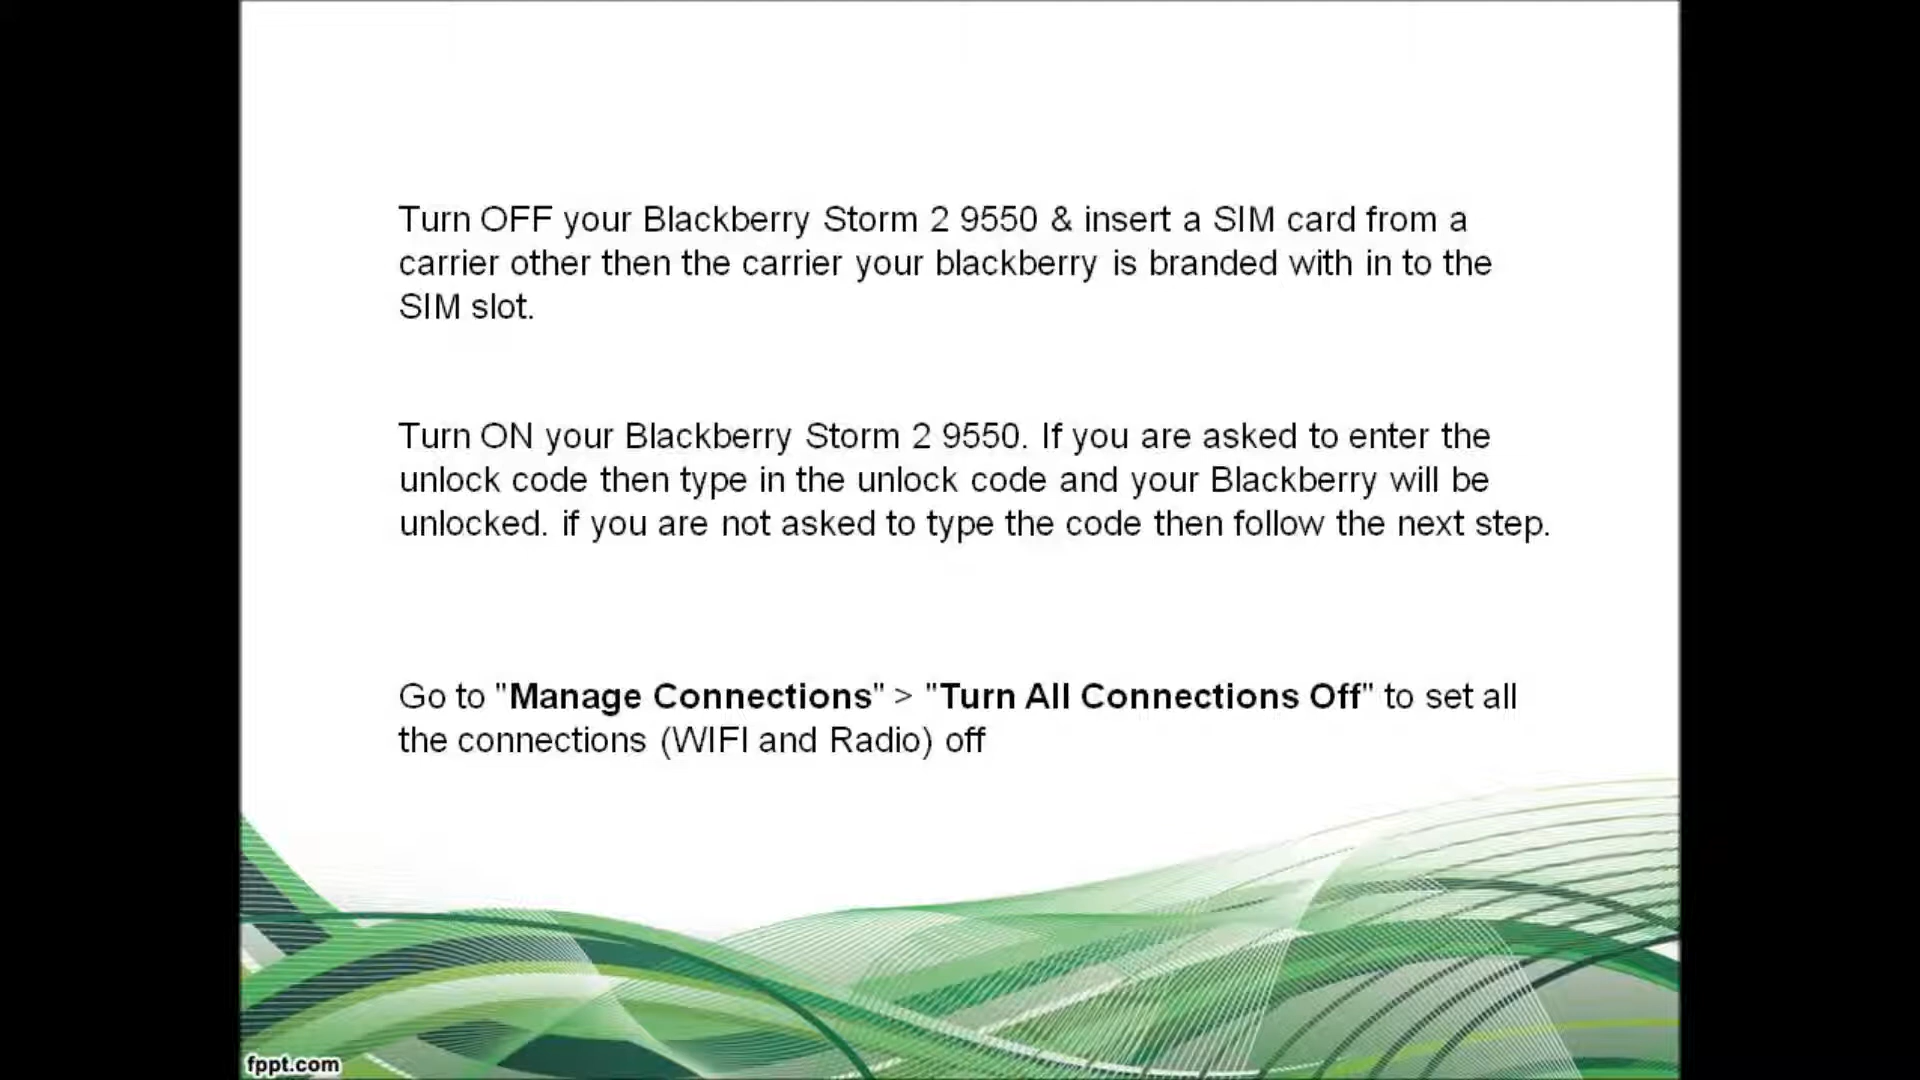 Turn OFF your Blackberry Storm 2 9550 & insert a SIM card from a
carrier other then the carrier your blackberry is branded with in to the
SIM slot.
Turn ON your Blackberry Storm 2 9550. If you are asked to enter the
unlock code then type in the unlock code and your Blackberry will be
unlocked. if you are not asked to type the code then follow the next step.
Go to "Manage Connections" > "Turn All Connections Off" to set all
the connections (WIFI and Radio) off
fppt.com